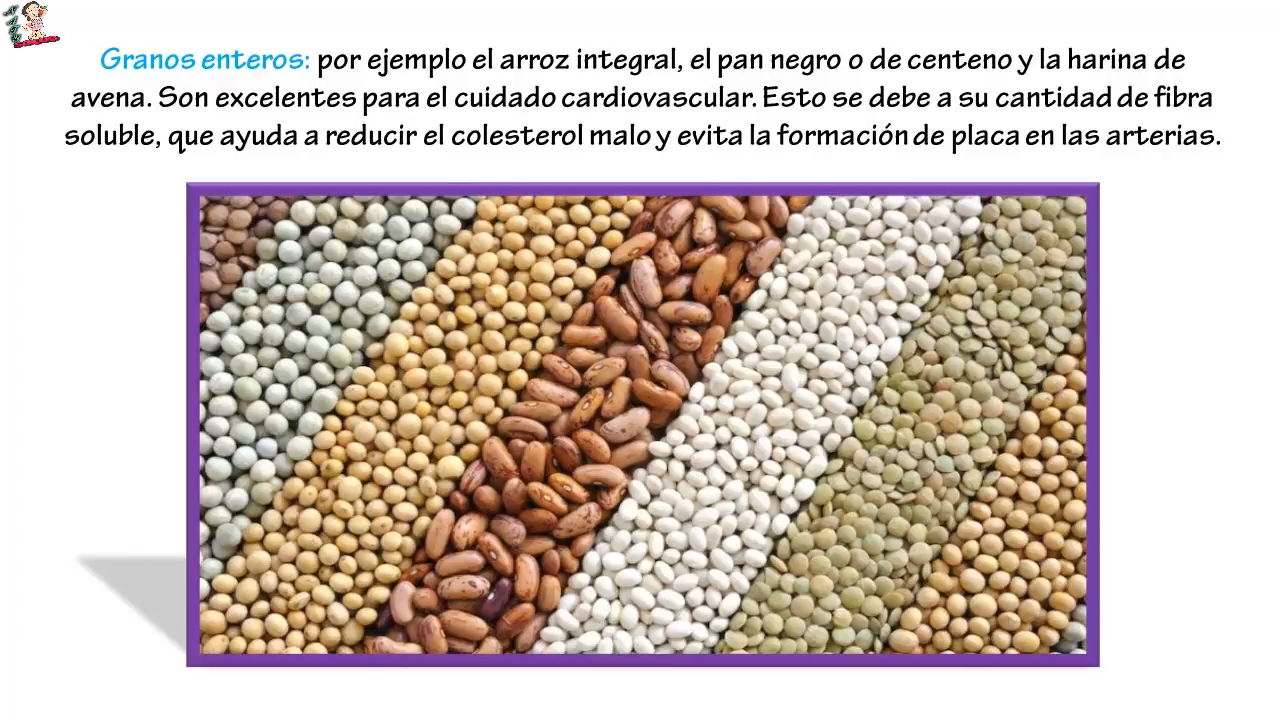 Granos enteros: por ejemplo el arroz integral, el pan negro o de centeno y la harina de
avena. Son excelentes para el cuidado cardiovascular. Esto se debe a su cantidad de fibra
soluble, que ayuda a reducir el colesterol malo y evita la formación de placa en las arterias.